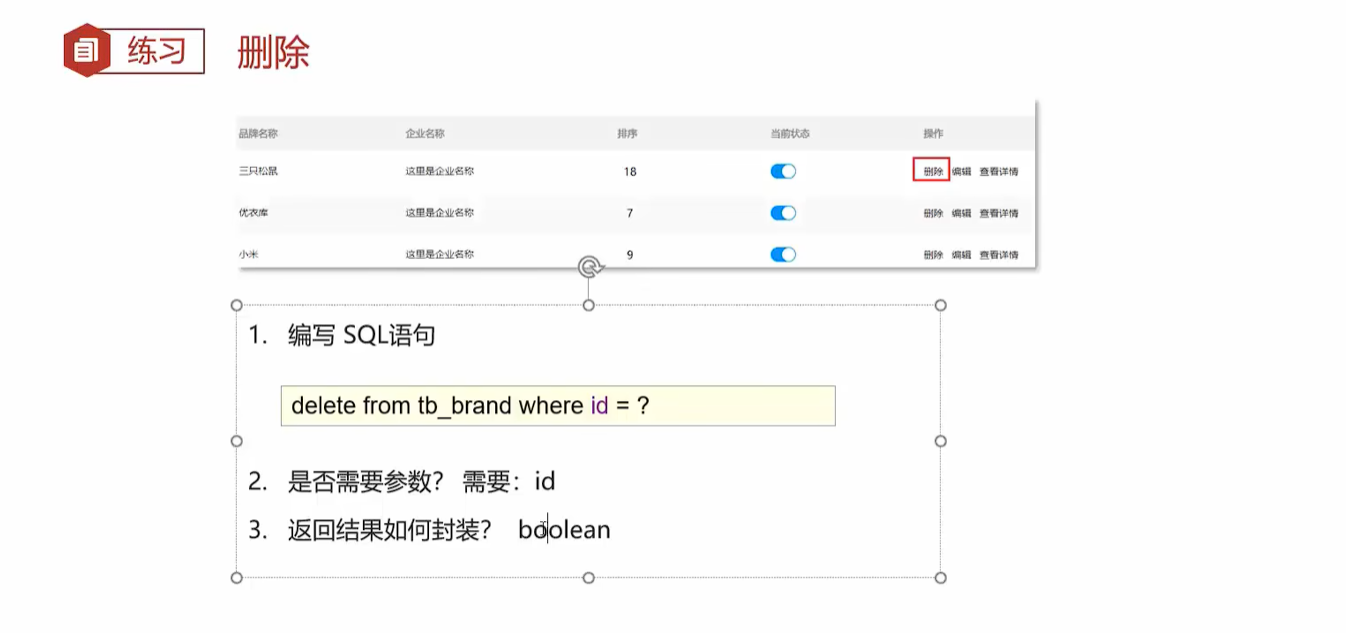 练习 删除
品牌名称 企业名称 排序 当前状态 操作
三只松鼠 这里是企业名称 18 删除 编辑 查看详情
优衣库 这里是企业名称 7 删除 编辑 查看详情
小米 这里是企业名称 9 删除 编辑 查看详情
1. 编写 SQL语句
delete from tb_brand where id = ?
2. 是否需要参数? 需要：id
3. 返回结果如何封装? boolean